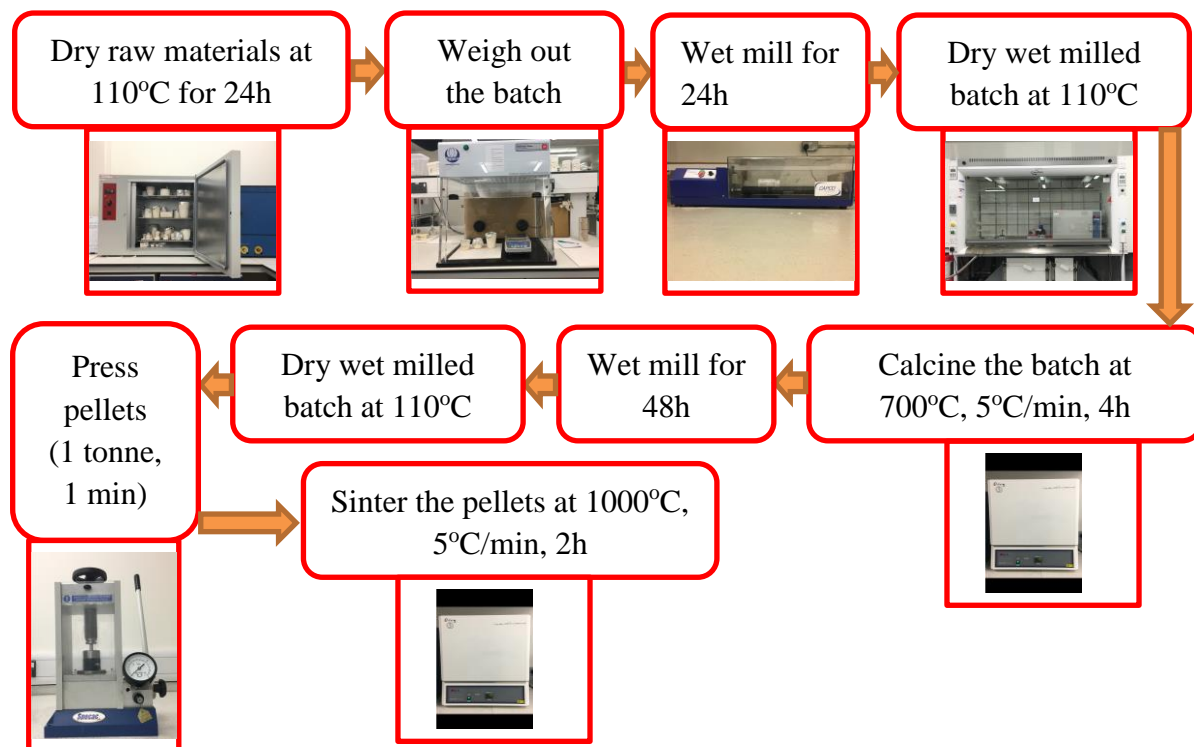 Dry raw materials at
110°C for 24h
Weigh out
the batch
Wet mill for
24h
Dry wet milled
batch at 110°C
Calcine the batch at
700°C, 5°C/min, 4h
Wet mill for
48h
Dry wet milled
batch at 110°C
Press
pellets
(1 tonne,
1 min)
Sinter the pellets at 1000°C,
5°C/min, 2h
Specac